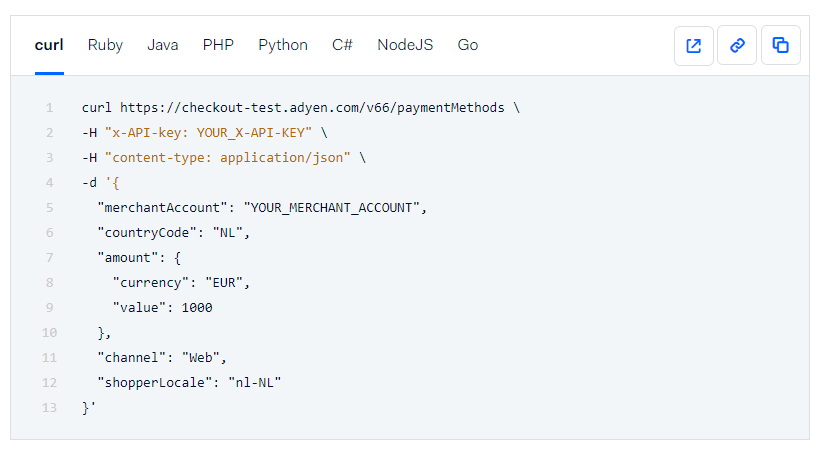 curl Ruby Java PHP Python C# NodeJS Go
1 curl https://checkout-test.adyen.com/v66/paymentMethods \
2 -H "x-API-key: YOUR_X-API-KEY" \
3 -H "content-type: application/json" \
4 -d '{
5   "merchantAccount": "YOUR_MERCHANT_ACCOUNT",
6   "countryCode": "NL",
7   "amount": {
8     "currency": "EUR",
9     "value": 1000
10   },
11   "channel": "Web",
12   "shopperLocale": "nl-NL"
13 }'